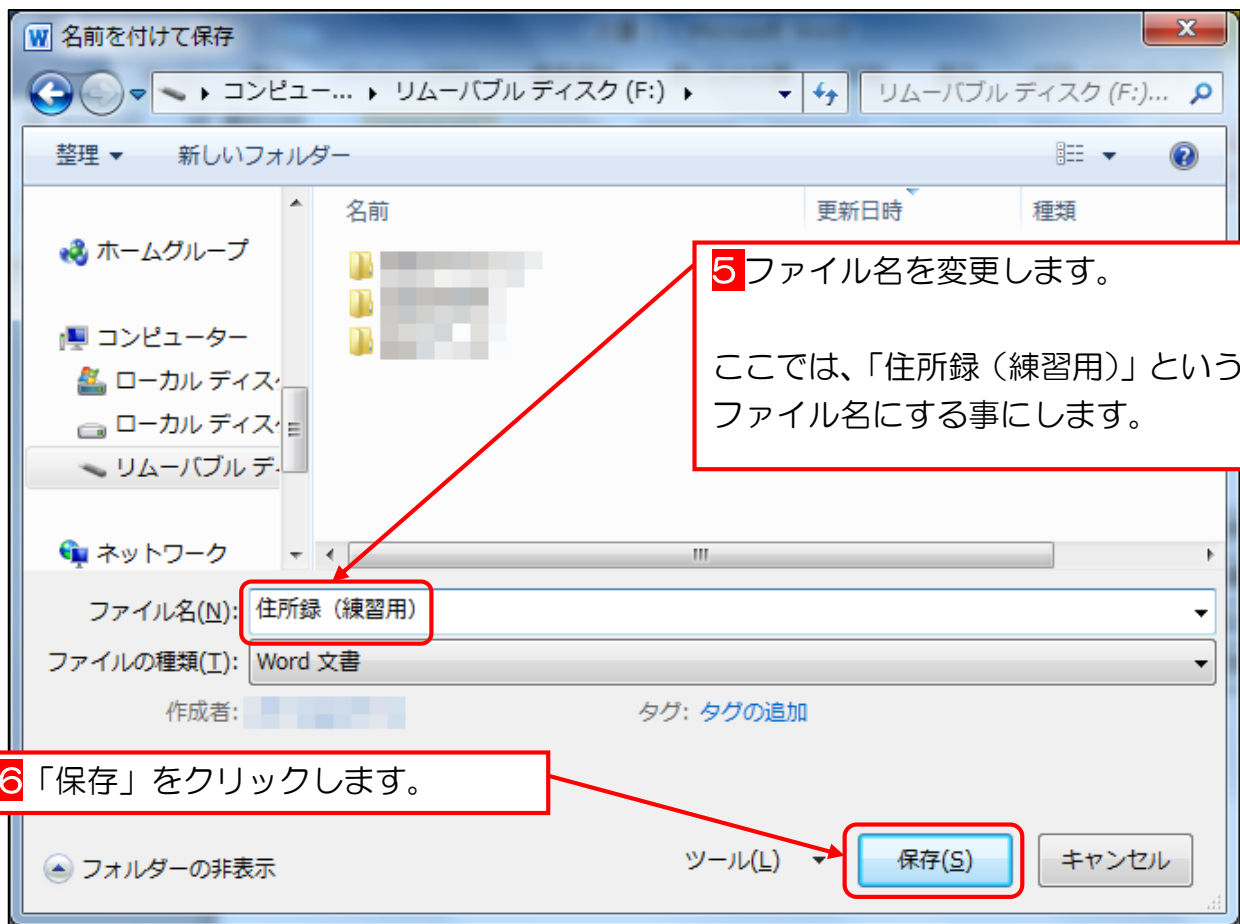 名前を付けて保存
コンピュー... リムーバブル ディスク (F:) リムーバブル ディスク (F:)...
整理 新しいフォルダー
名前 更新日時 種類
ホームグループ
コンピューター
ローカル ディス
ローカル ディス
リムーバブル デ
ネットワーク
5 ファイル名を変更します。
ここでは、「住所録（練習用）」という
ファイル名にする事にします。
ファイル名(N): 住所録（練習用）
ファイルの種類(T): Word 文書
作成者: タグ: タグの追加
6 「保存」をクリックします。
フォルダーの非表示 ツール(L) 保存(S) キャンセル